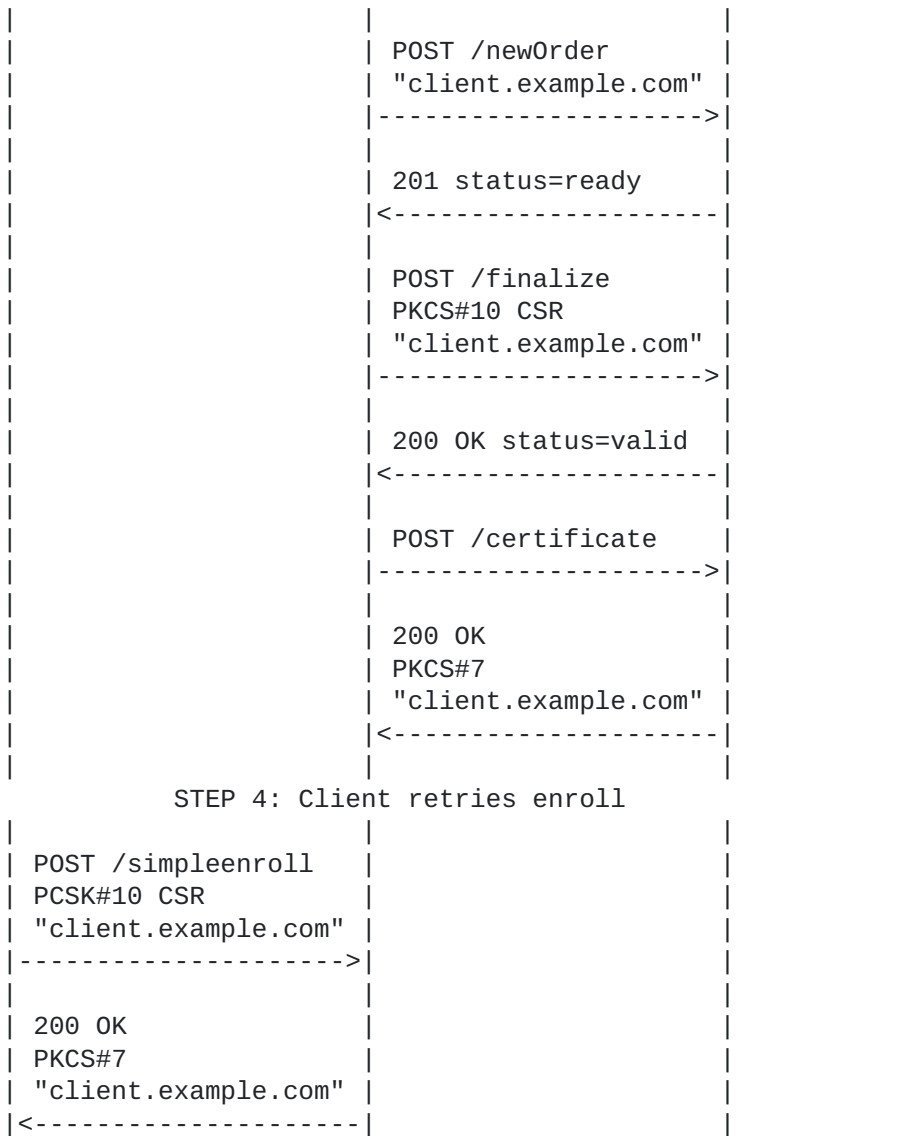 POST /newOrder
"client.example.com"
--------------------->
201 status=ready
<---------------------
POST /finalize
PKCS#10 CSR
"client.example.com"
--------------------->
200 OK status=valid
<---------------------
POST /certificate
--------------------->
200 OK
PKCS#7
"client.example.com"
<---------------------
STEP 4: Client retries enroll
POST /simpleenroll
PCSK#10 CSR
"client.example.com"
--------------------->
200 OK
PKCS#7
"client.example.com"
<---------------------